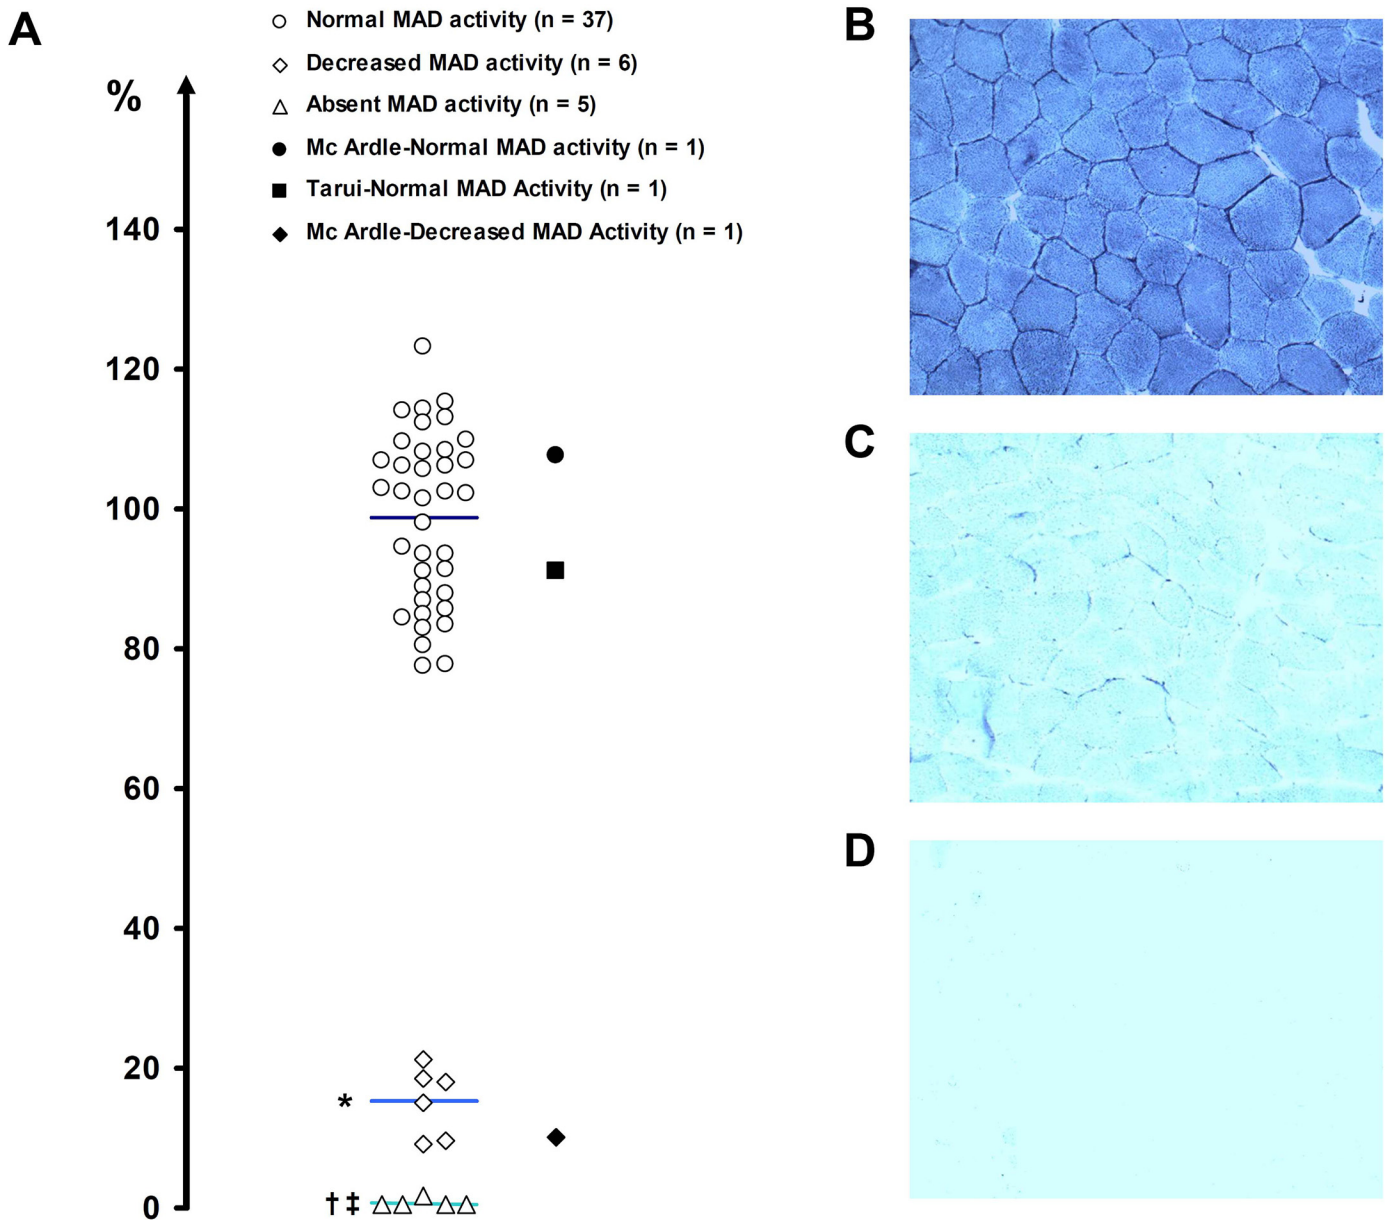 A
Normal MAD activity (n = 37)
Decreased MAD activity (n = 6)
Absent MAD activity (n = 5)
Mc Ardle-Normal MAD activity (n = 1)
Tarui-Normal MAD Activity (n = 1)
Mc Ardle-Decreased MAD Activity (n = 1)
%
140
120
100
80
60
40
20
0
*
† ‡
B
C
D